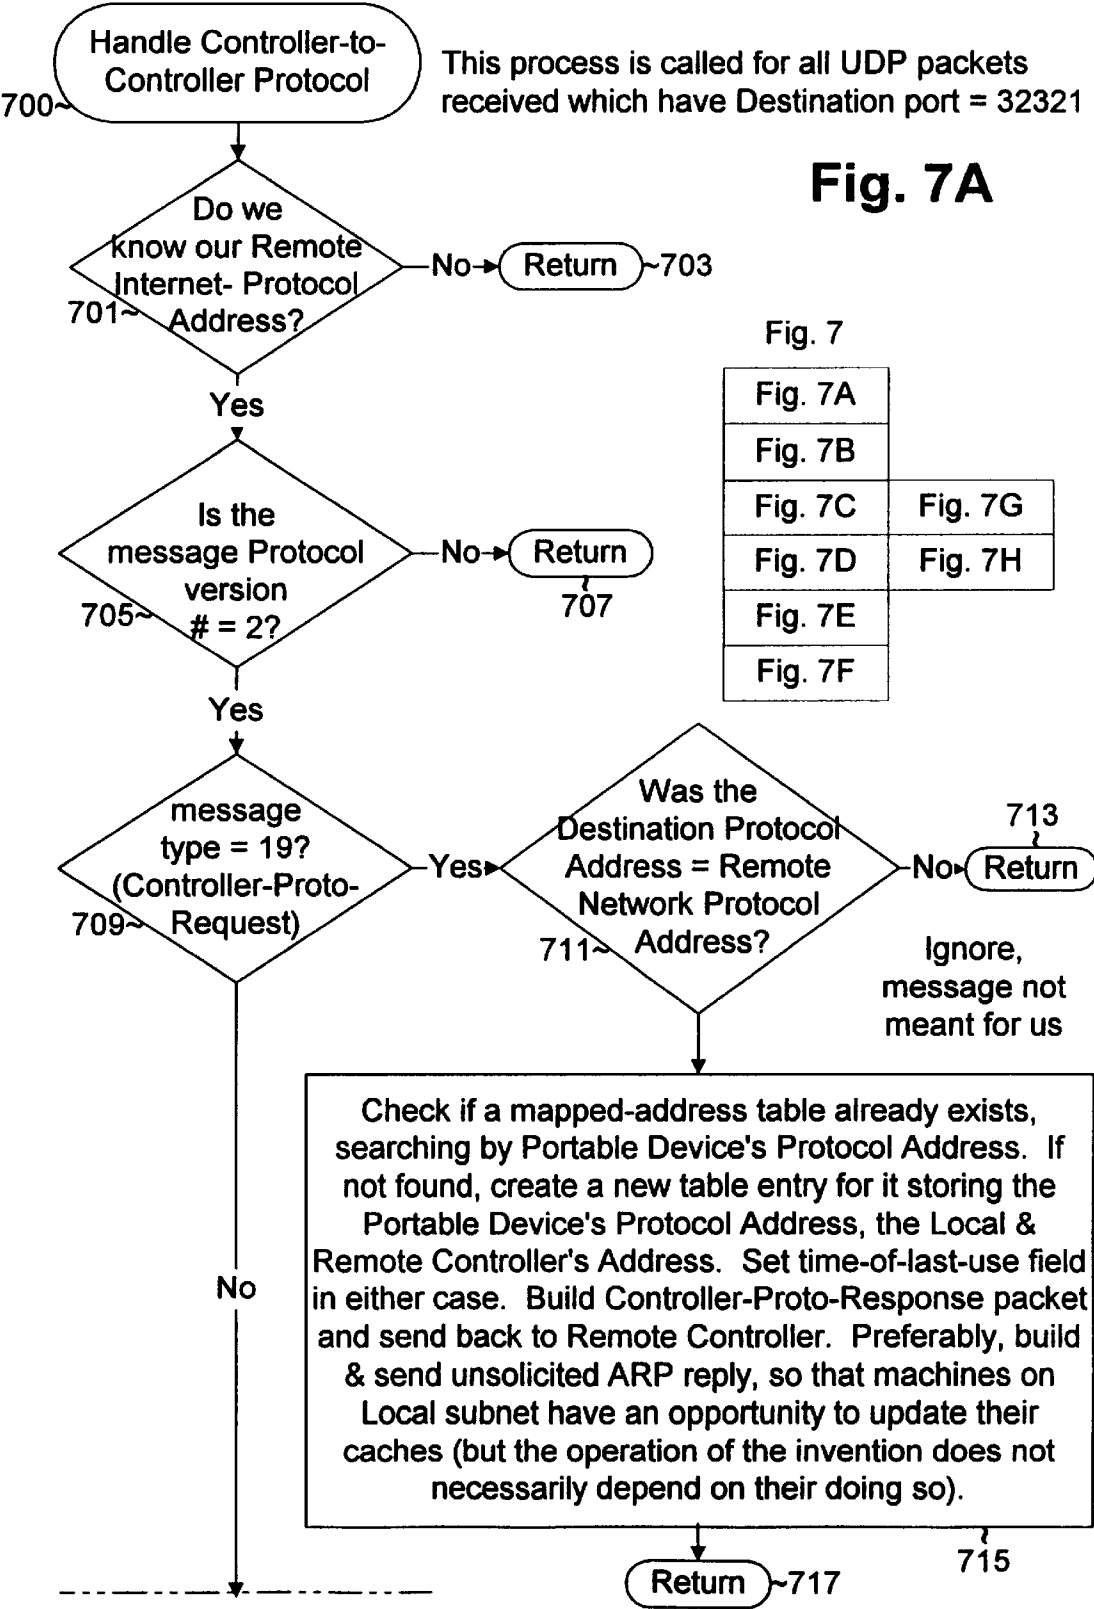 Handle Controller-to-
Controller Protocol
700
This process is called for all UDP packets
received which have Destination port = 32321
Fig. 7A
Do we
know our Remote
Internet- Protocol
Address?
701
No
Return
703
Yes
Fig. 7
Fig. 7A
Fig. 7B
Fig. 7C
Fig. 7G
Fig. 7D
Fig. 7H
Fig. 7E
Fig. 7F
Is the
message Protocol
version
# = 2?
705
No
Return
707
Yes
message
type = 19?
(Controller-Proto-
Request)
709
Yes
Was the
Destination Protocol
Address = Remote
Network Protocol
Address?
711
No
713
Return
Ignore,
message not
meant for us
No
Check if a mapped-address table already exists,
searching by Portable Device's Protocol Address. If
not found, create a new table entry for it storing the
Portable Device's Protocol Address, the Local &
Remote Controller's Address. Set time-of-last-use field
in either case. Build Controller-Proto-Response packet
and send back to Remote Controller. Preferably, build
& send unsolicited ARP reply, so that machines on
Local subnet have an opportunity to update their
caches (but the operation of the invention does not
necessarily depend on their doing so).
715
Return
717